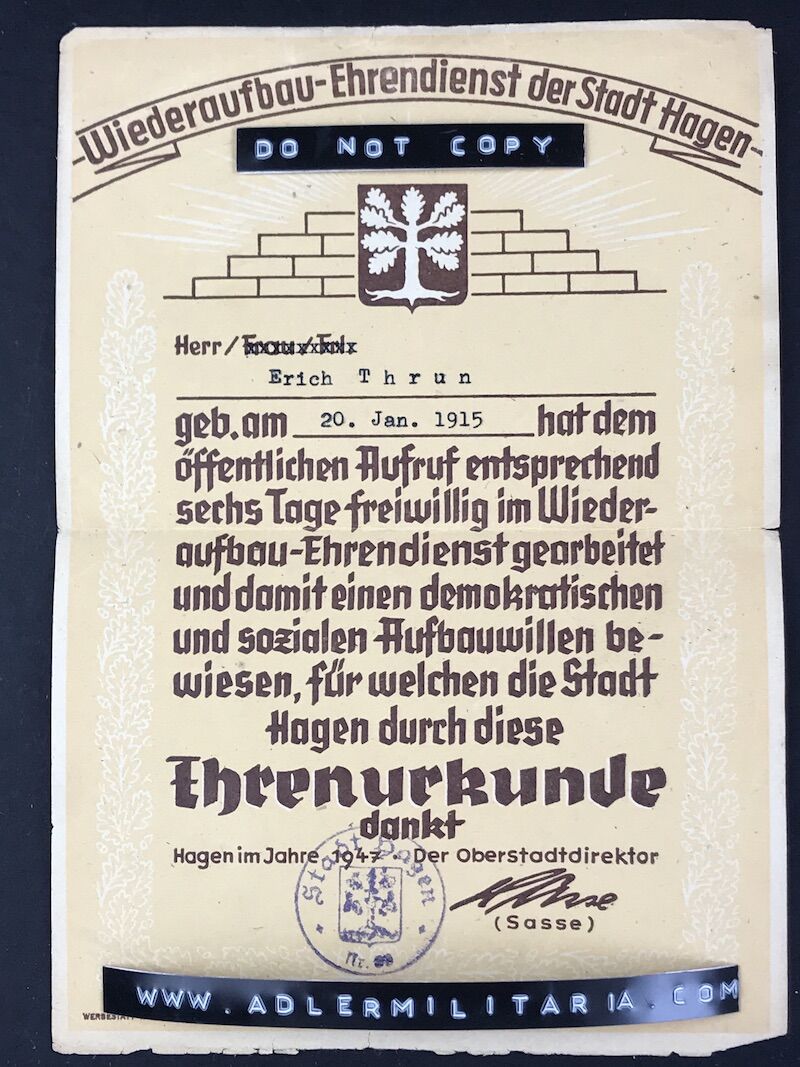 Wiederaufbau-Ehrendienst der Stadt Hagen
DO NOT COPY
Herr/Frau/Frl.
Erich Thrun
geb. am 20. Jan. 1915 hat dem
öffentlichen Aufruf entsprechend
sechs Tage freiwillig im Wieder-
aufbau-Ehrendienst gearbeitet
und damit einen demokratischen
und sozialen Aufbauwillen be-
wiesen, für welchen die Stadt
Hagen durch diese
Ehrenurkunde
dankt
Hagen im Jahre 1947 . Der Oberstadtdirektor
Stadt Hagen
(Sasse)
Nr.
WWW.ADLERMILITARIA.COM